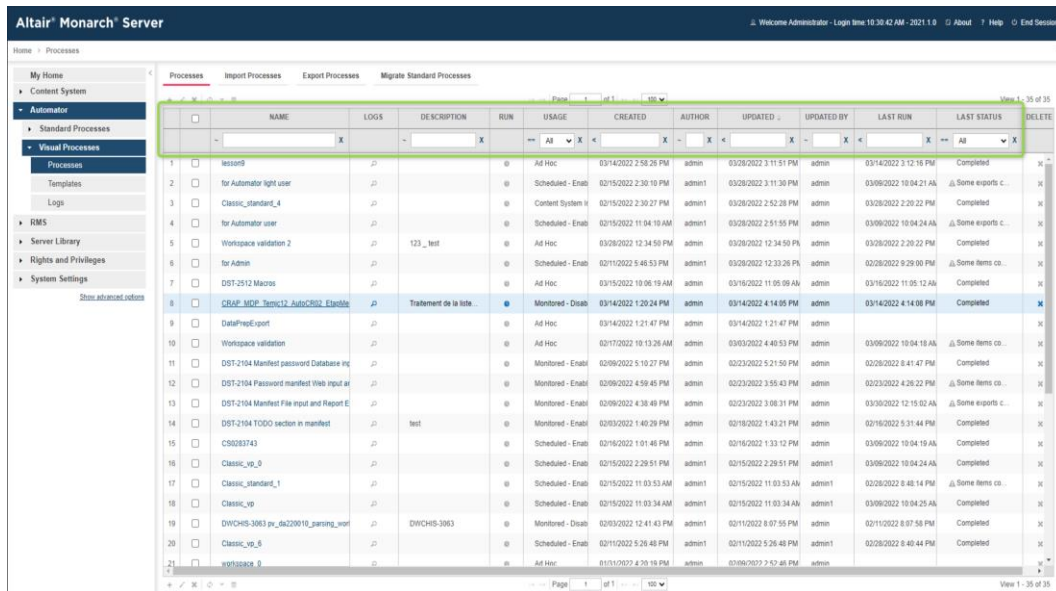 Altair® Monarch® Server
Welcome Administrator - Login time:10:30:42 AM - 2021.1.0 About ? Help End Session
Home > Processes
My Home
Content System
Automator
Standard Processes
Visual Processes
Processes
Templates
Logs
RMS
Server Library
Rights and Privileges
System Settings
Show advanced options
Processes Import Processes Export Processes Migrate Standard Processes
Page 1 of 1 100 View 1 - 35 of 35
NAME LOGS DESCRIPTION RUN USAGE CREATED AUTHOR UPDATED UPDATED BY LAST RUN LAST STATUS DELETE
~ X ~ X == All X < X ~ X < X ~ X < X == All X
1 lesson9 Ad Hoc 03/14/2022 2:58:26 PM admin 03/28/2022 3:11:51 PM admin 03/14/2022 3:12:16 PM Completed
2 for Automator light user Scheduled - Enab 02/15/2022 2:30:10 PM admin1 03/28/2022 3:11:30 PM admin 03/09/2022 10:04:21 AM Some exports c...
3 Classic_standard_4 Content System In 02/15/2022 2:30:27 PM admin1 03/28/2022 2:52:28 PM admin 03/28/2022 2:20:22 PM Completed
4 for Automator user Scheduled - Enab 02/15/2022 11:04:10 AM admin1 03/28/2022 2:51:55 PM admin 03/09/2022 10:04:24 AM Some exports c...
5 Workspace validation 2 123 _ test Ad Hoc 03/28/2022 12:34:50 PM admin 03/28/2022 12:34:50 PM admin 03/28/2022 2:20:22 PM Completed
6 for Admin Scheduled - Enab 02/11/2022 5:46:53 PM admin1 03/28/2022 12:33:26 PM admin 02/28/2022 9:29:00 PM Some items co...
7 DST-2512 Macros Ad Hoc 03/15/2022 10:06:19 AM admin 03/16/2022 11:05:09 AM admin 03/16/2022 11:05:12 AM Completed
8 CRAP_MDP_Temic12_AutoCR02_EtapMe Traitement de la liste... Monitored - Disab 03/14/2022 1:20:24 PM admin 03/14/2022 4:14:05 PM admin 03/14/2022 4:14:08 PM Completed
9 DataPrepExport Ad Hoc 03/14/2022 1:21:47 PM admin 03/14/2022 1:21:47 PM admin
10 Workspace validation Ad Hoc 02/17/2022 10:13:26 AM admin 03/03/2022 4:40:53 PM admin 03/09/2022 10:04:18 AM Some items co...
11 DST-2104 Manifest password Database inp Monitored - Enabl 02/09/2022 5:10:27 PM admin 02/23/2022 5:21:50 PM admin 02/28/2022 8:41:47 PM Completed
12 DST-2104 Password manifest Web input an Monitored - Enabl 02/09/2022 4:59:45 PM admin 02/23/2022 3:55:43 PM admin 02/23/2022 4:26:22 PM Some items co...
13 DST-2104 Manifest File input and Report E Monitored - Enabl 02/09/2022 4:38:49 PM admin 02/23/2022 3:08:31 PM admin 03/30/2022 12:15:02 AM Some exports c...
14 DST-2104 TODO section in manifest test Monitored - Enabl 02/03/2022 1:40:29 PM admin 02/18/2022 1:43:21 PM admin 02/16/2022 5:31:44 PM Completed
15 CS0283743 Scheduled - Enab 02/16/2022 1:01:46 PM admin 02/16/2022 1:33:12 PM admin 03/09/2022 10:04:19 AM Completed
16 Classic_vp_0 Scheduled - Enab 02/15/2022 2:29:51 PM admin1 02/15/2022 2:29:51 PM admin1 03/09/2022 10:04:24 AM Completed
17 Classic_standard_1 Scheduled - Enab 02/15/2022 11:03:53 AM admin1 02/15/2022 11:03:53 AM admin1 02/28/2022 8:48:14 PM Some items co...
18 Classic_vp Scheduled - Enab 02/15/2022 11:03:34 AM admin1 02/15/2022 11:03:34 AM admin1 03/09/2022 10:04:25 AM Completed
19 DWCHIS-3063 pv_da220010_parsing_worl DWCHIS-3063 Monitored - Disab 02/03/2022 12:41:43 PM admin 02/11/2022 8:07:55 PM admin 02/11/2022 8:07:58 PM Completed
20 Classic_vp_6 Scheduled - Enab 02/11/2022 5:26:48 PM admin1 02/11/2022 5:26:48 PM admin1 02/28/2022 8:40:44 PM Completed
21 workspace_0 Ad Hoc 01/31/2022 4:20:19 PM admin 02/09/2022 2:52:46 PM admin
Page 1 of 1 100 View 1 - 35 of 35